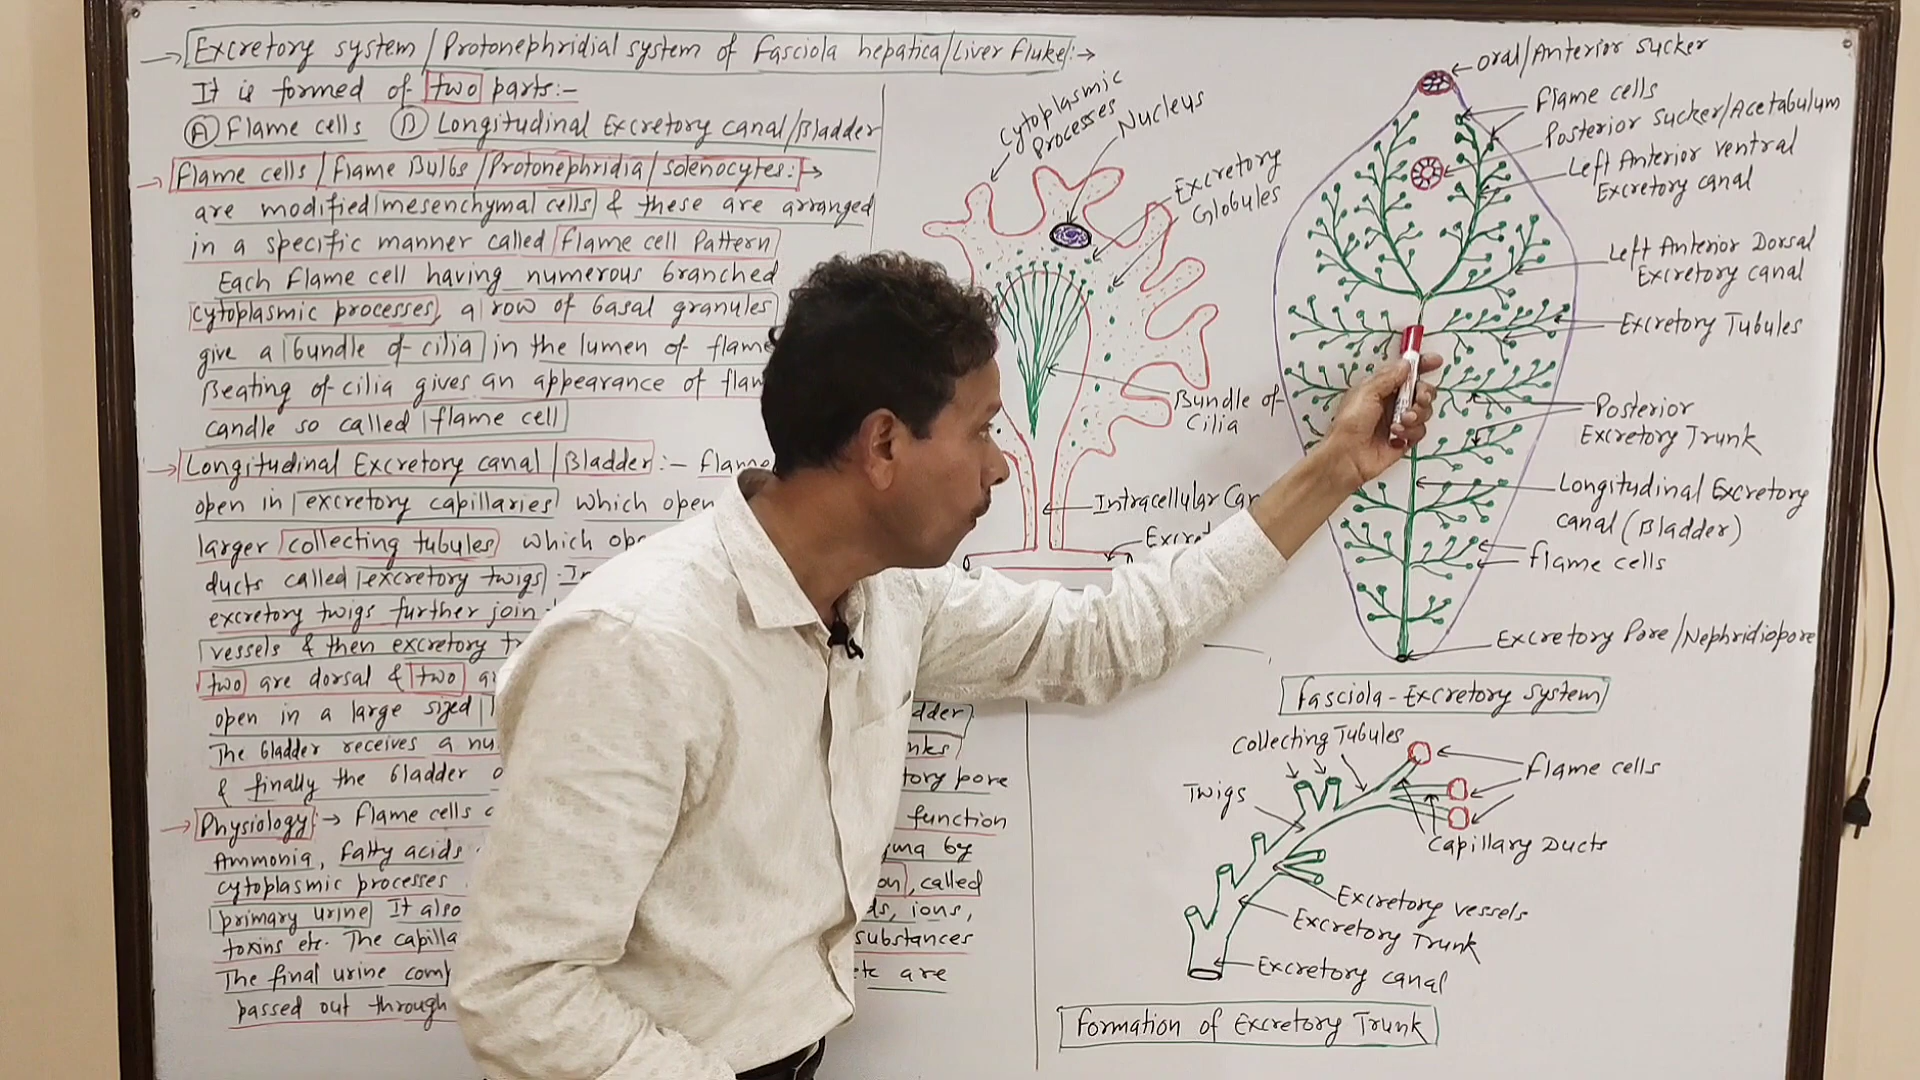 → Excretory system/Protonephridial system of Fasciola hepatica/Liver Fluke:→
It is formed of two parts:-
Ⓐ Flame cells Ⓑ Longitudinal Excretory canal/Bladder
→ Flame cells/Flame Bulbs/Protonephridia/Solenocytes:→
are modified mesenchymal cells & these are arranged
in a specific manner called Flame cell Pattern
Each Flame cell having numerous branched
cytoplasmic processes, a row of basal granules
give a bundle of cilia in the lumen of flame
Beating of cilia gives an appearance of
candle so called flame cell
→ Longitudinal Excretory canal/Bladder:- Flame
open in excretory capillaries which open
larger collecting tubules which
ducts called excretory twigs.
excretory twigs further join
vessels & then excretory
two are dorsal & two
open in a large sized
The bladder receives a
& finally the bladder
→ Physiology:→ Flame cells
Ammonia, Fatty acids
cytoplasmic processes
primary urine It also
toxins etc. The
The final urine
passed out through
tory pore
function
by
called
ions,
substances
etc are
Cytoplasmic
Processes
Nucleus
Excretory
Globules
Bundle of
Cilia
Intracellular
Oral/Anterior sucker
Flame cells
Posterior Sucker/Acetabulum
Left Anterior Ventral
Excretory canal
Left Anterior Dorsal
Excretory canal
Excretory Tubules
Posterior
Excretory Trunk
Longitudinal Excretory
canal (Bladder)
Flame cells
Excretory Pore/Nephridiopore
Fasciola-Excretory System
Collecting Tubules
Twigs
Flame cells
Capillary Ducts
Excretory Vessels
Excretory Trunk
Excretory canal
Formation of Excretory Trunk